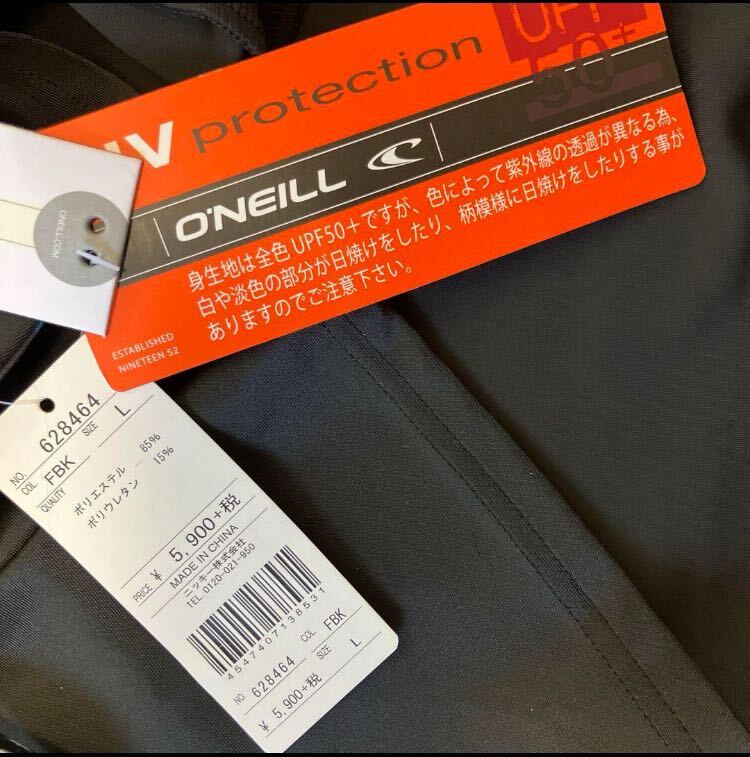 UV protection
UPF
50+
O'NEILL
身生地は全色UPF50＋ですが、色によって紫外線の透過が異なる為、
白や淡色の部分が日焼けをしたり、柄模様に日焼けをしたりする事が
ありますのでご注意下さい。
ESTABLISHED
NINETEEN 52
ONEILL.COM
NO. 628464
COL FBK SIZE L
QUALITY
ポリエステル 85%
ポリウレタン 15%
PRICE ¥ 5,900+税
MADE IN CHINA
ニッキー株式会社
TEL. 0120-021-950
4547407138531
NO. 628464 COL FBK
SIZE L
¥ 5,900+税